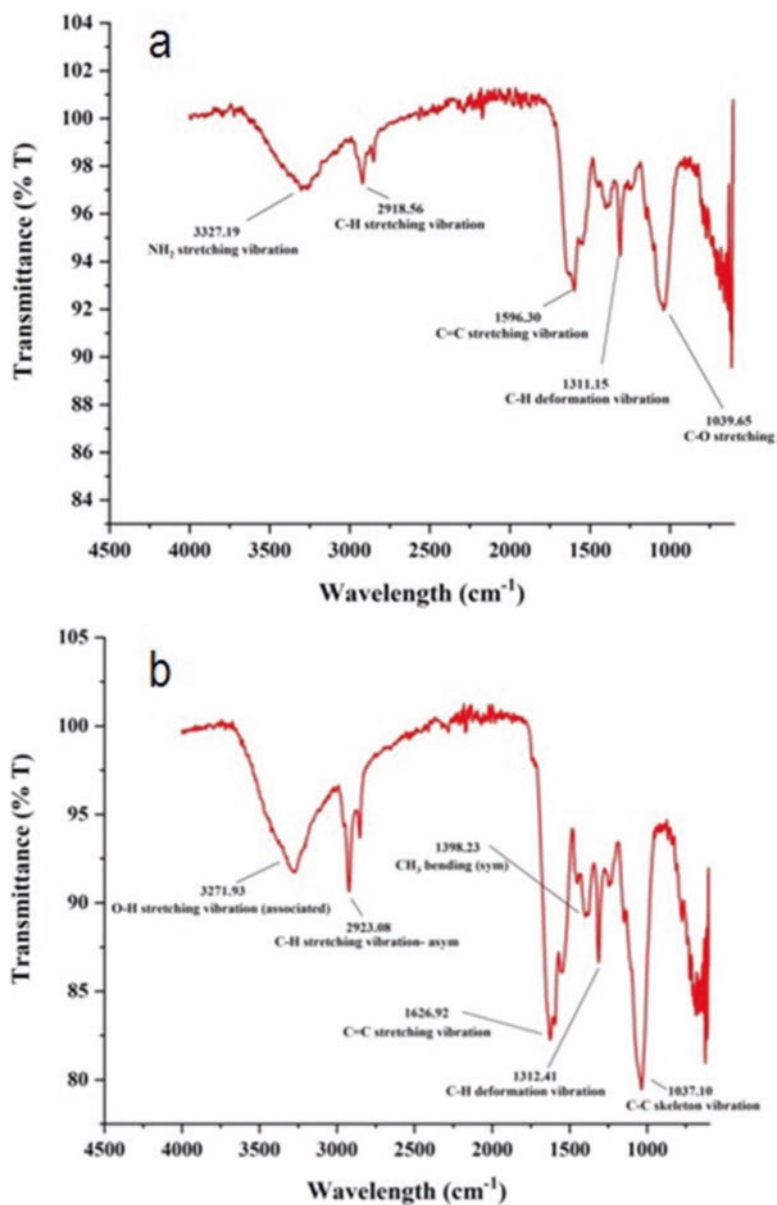 a
104
102
100
98
96
94
92
90
88
86
84
Transmittance (% T)
3327.19
NH₂ stretching vibration
2918.56
C-H stretching vibration
1596.30
C=C stretching vibration
1311.15
C-H deformation vibration
1039.65
C-O stretching
4500 4000 3500 3000 2500 2000 1500 1000
Wavelength (cm⁻¹)
b
105
100
95
90
85
80
Transmittance (% T)
3271.93
O-H stretching vibration (associated)
2923.08
C-H stretching vibration- asym
1398.23
CH₃ bending (sym)
1626.92
C=C stretching vibration
1312.41
C-H deformation vibration
1037.10
C-C skeleton vibration
4500 4000 3500 3000 2500 2000 1500 1000
Wavelength (cm⁻¹)